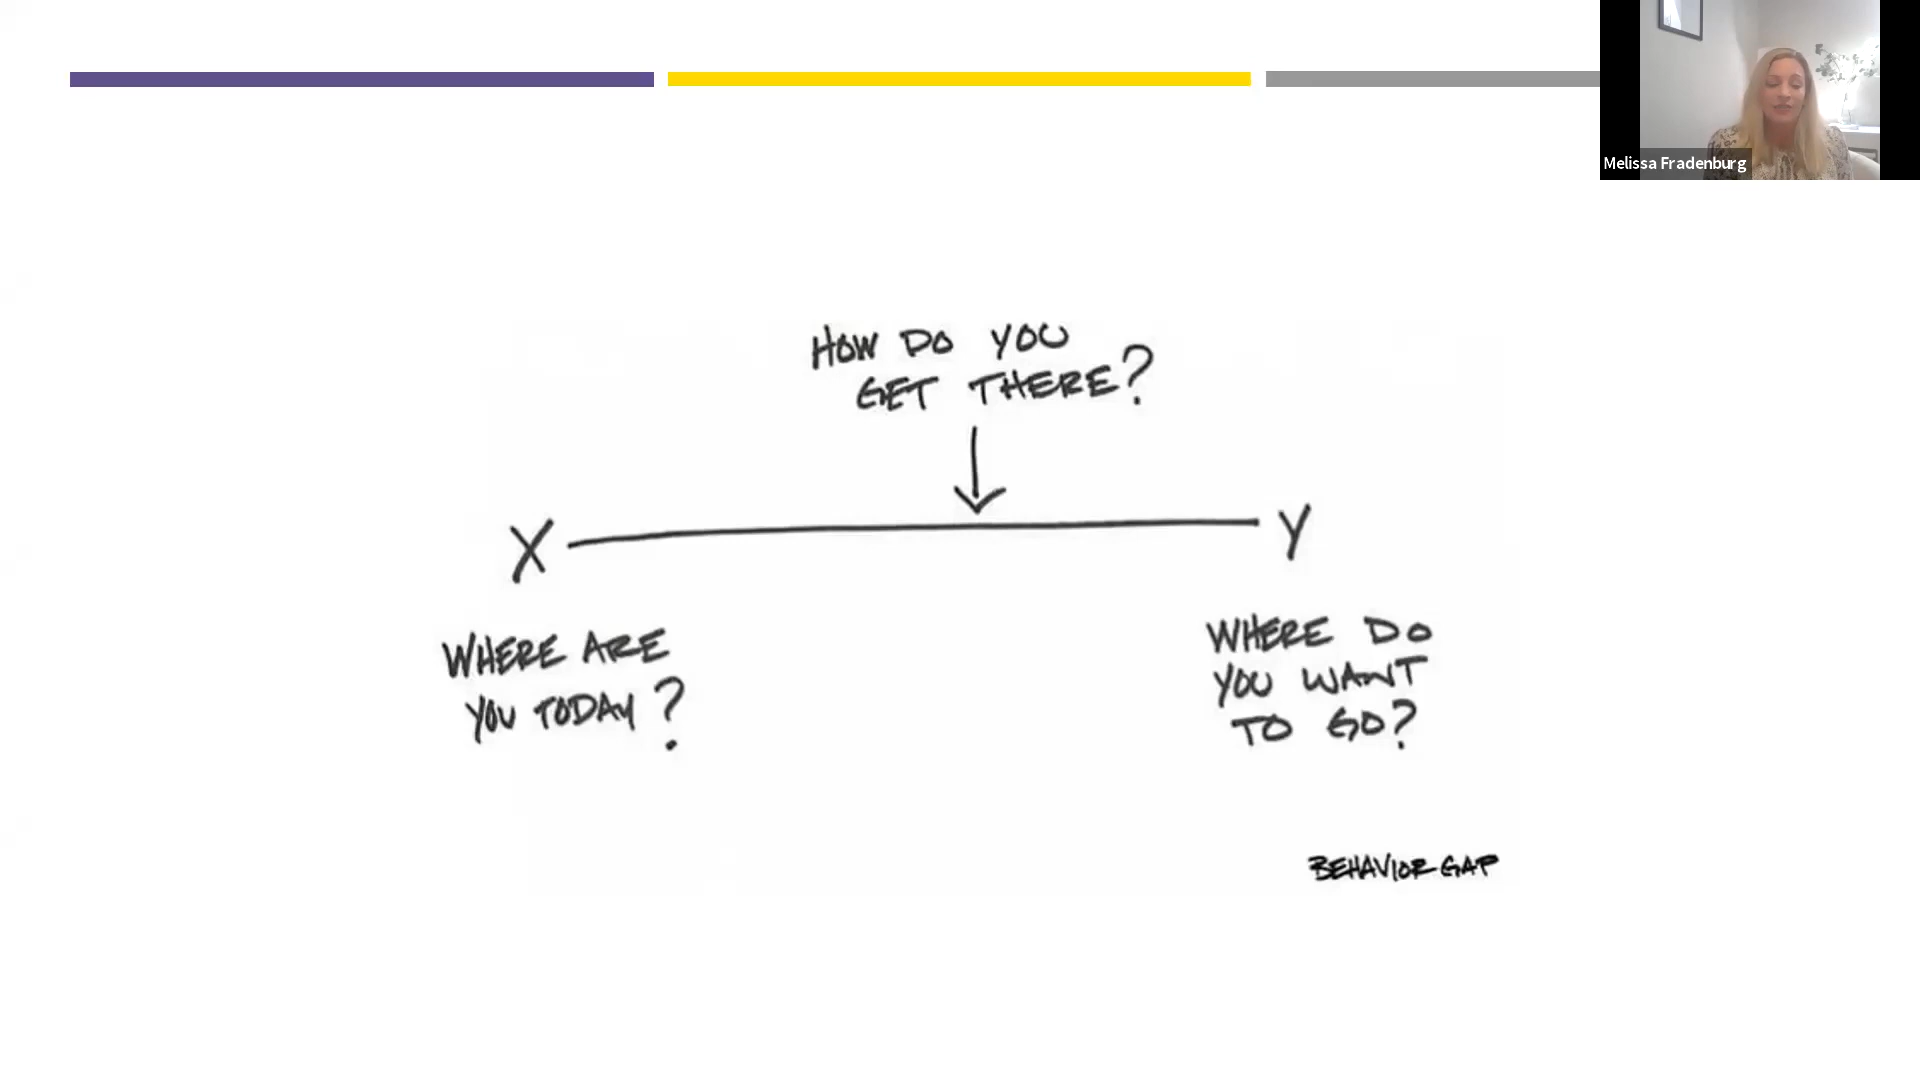 Melissa Fradenburg
HOW DO YOU
GET THERE?
X
Y
WHERE ARE
YOU TODAY?
WHERE DO
YOU WANT
TO GO?
BEHAVIOR GAP